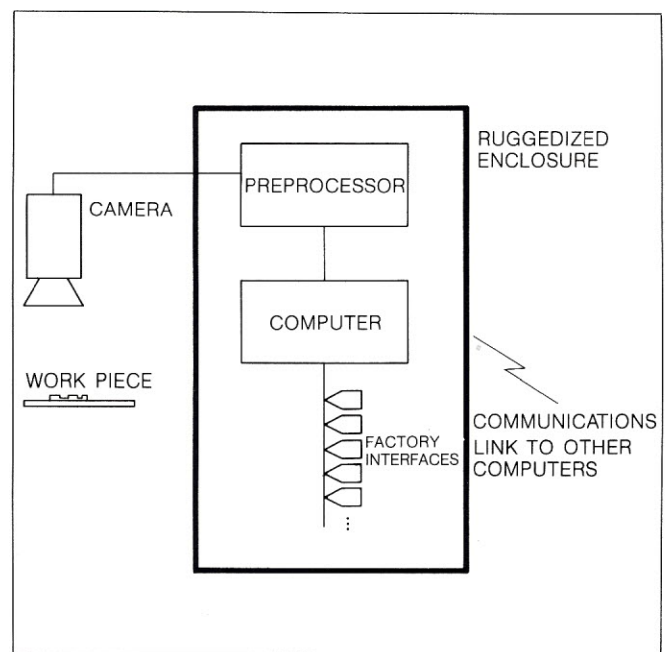 RUGGEDIZED
ENCLOSURE
PREPROCESSOR
CAMERA
COMPUTER
WORK PIECE
FACTORY
INTERFACES
COMMUNICATIONS
LINK TO OTHER
COMPUTERS